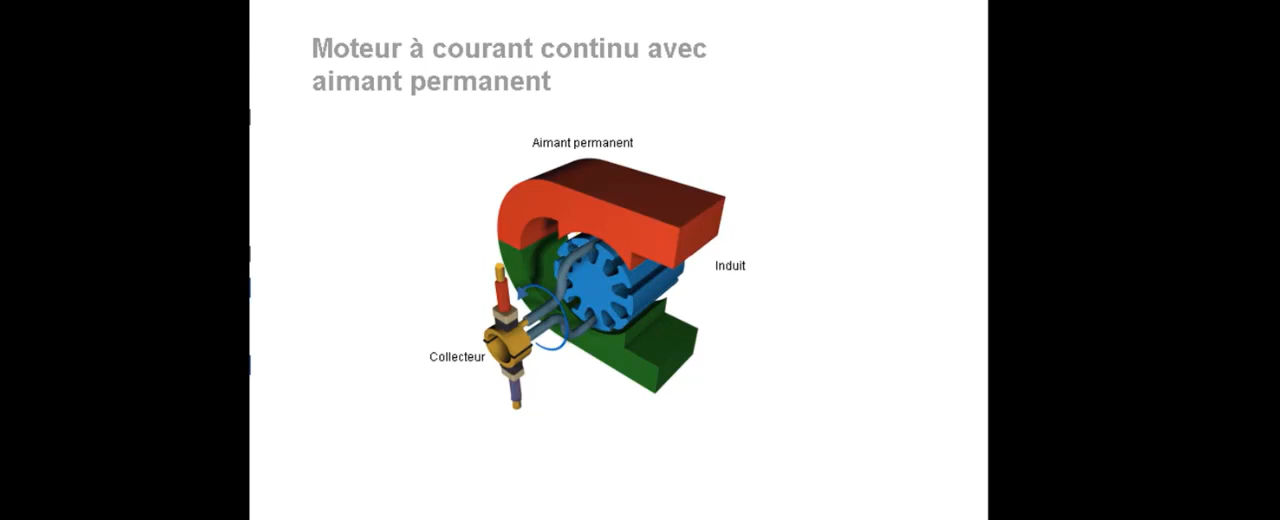 Moteur à courant continu avec
aimant permanent
Aimant permanent
Induit
Collecteur